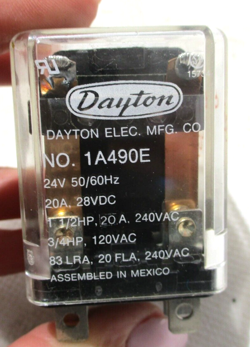 Dayton
DAYTON ELEC. MFG. CO
NO. 1A490E
24V 50/60Hz
20A, 28VDC
1 1/2HP, 20 A. 240VAC
3/4HP, 120VAC
83 LRA, 20 FLA, 240VAC
ASSEMBLED IN MEXICO